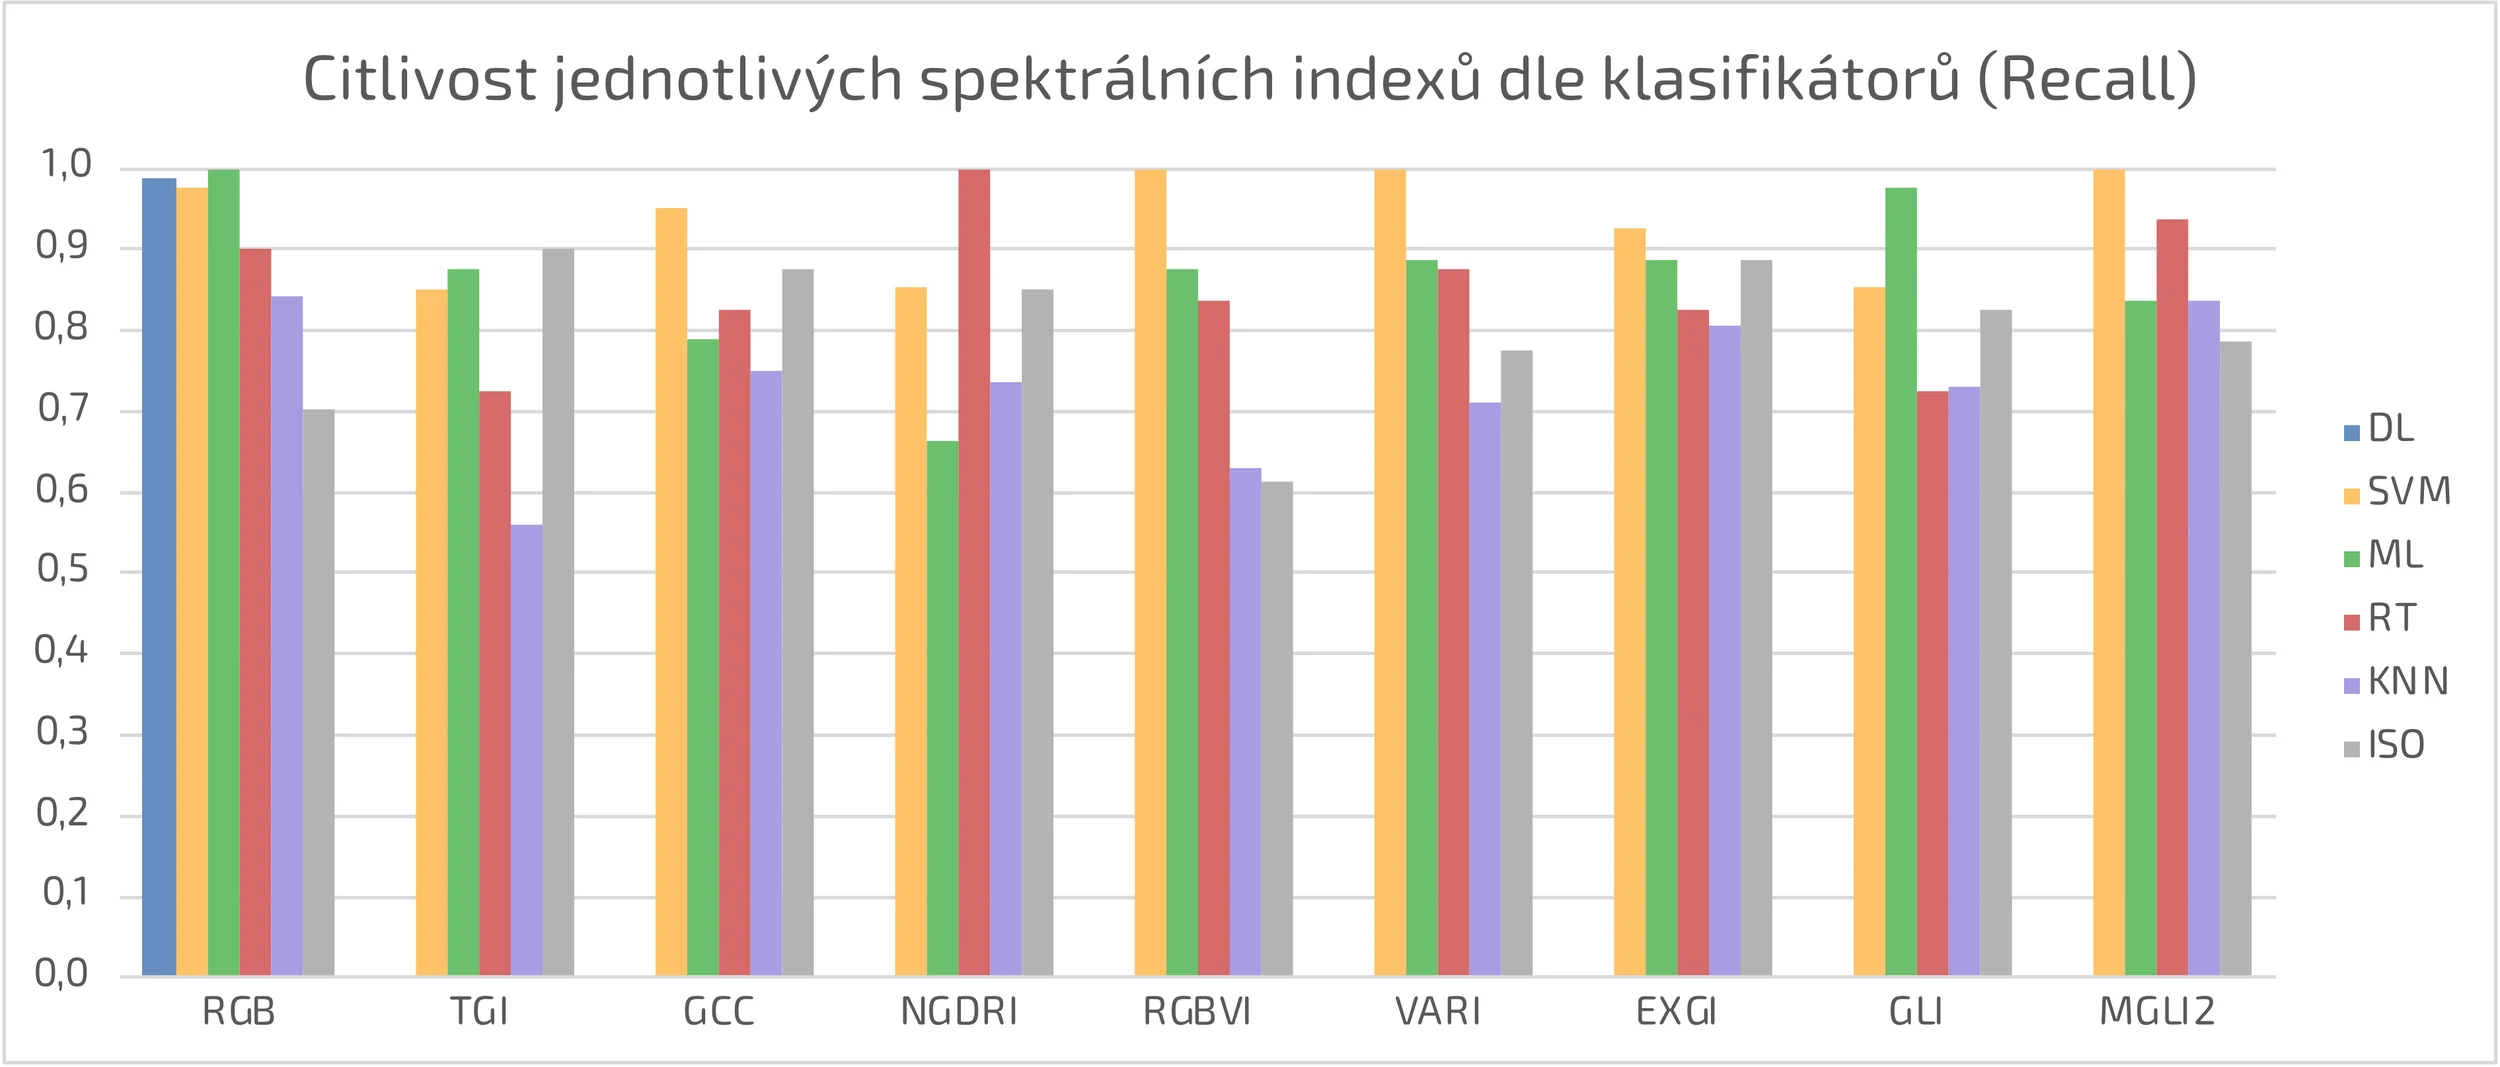 Citlivost jednotlivých spektrálních indexů dle klasifikátorů (Recall)
1,0
0,9
0,8
0,7
0,6
0,5
0,4
0,3
0,2
0,1
0,0
RGB TGI GCC NGDRI RGBVI VARI EXGI GLI MGLI2
DL
SVM
ML
RT
KNN
ISO